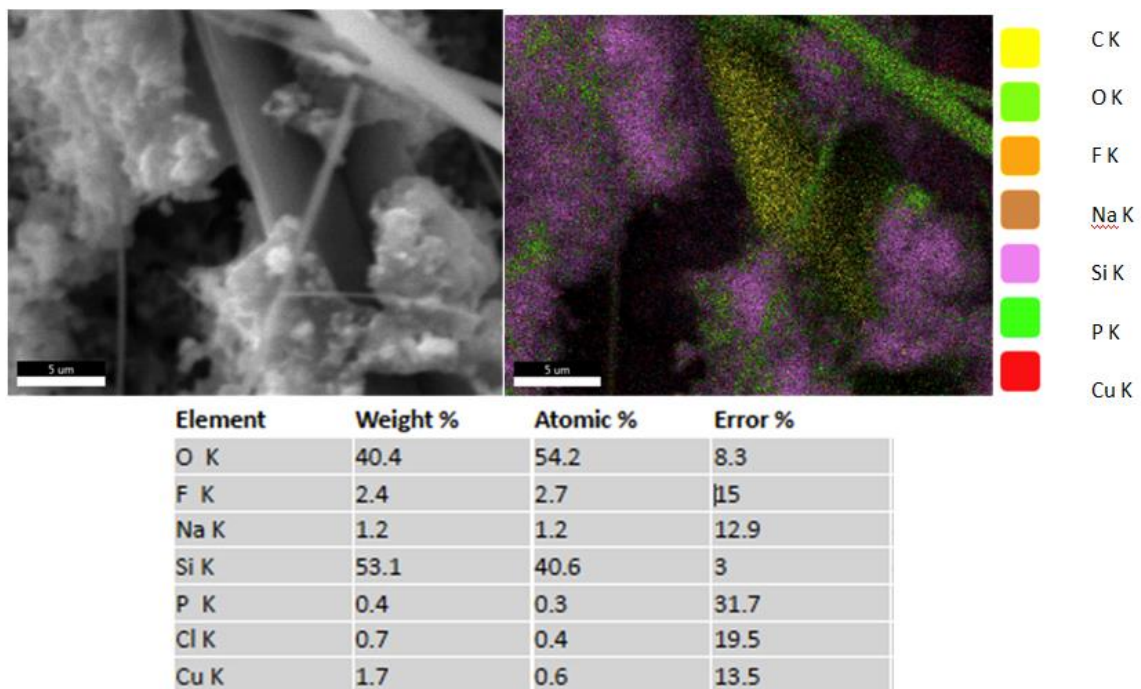 C K
O K
F K
Na K
Si K
P K
Cu K
5 um
5 um
Element Weight % Atomic % Error %
O K 40.4 54.2 8.3
F K 2.4 2.7 15
Na K 1.2 1.2 12.9
Si K 53.1 40.6 3
P K 0.4 0.3 31.7
Cl K 0.7 0.4 19.5
Cu K 1.7 0.6 13.5